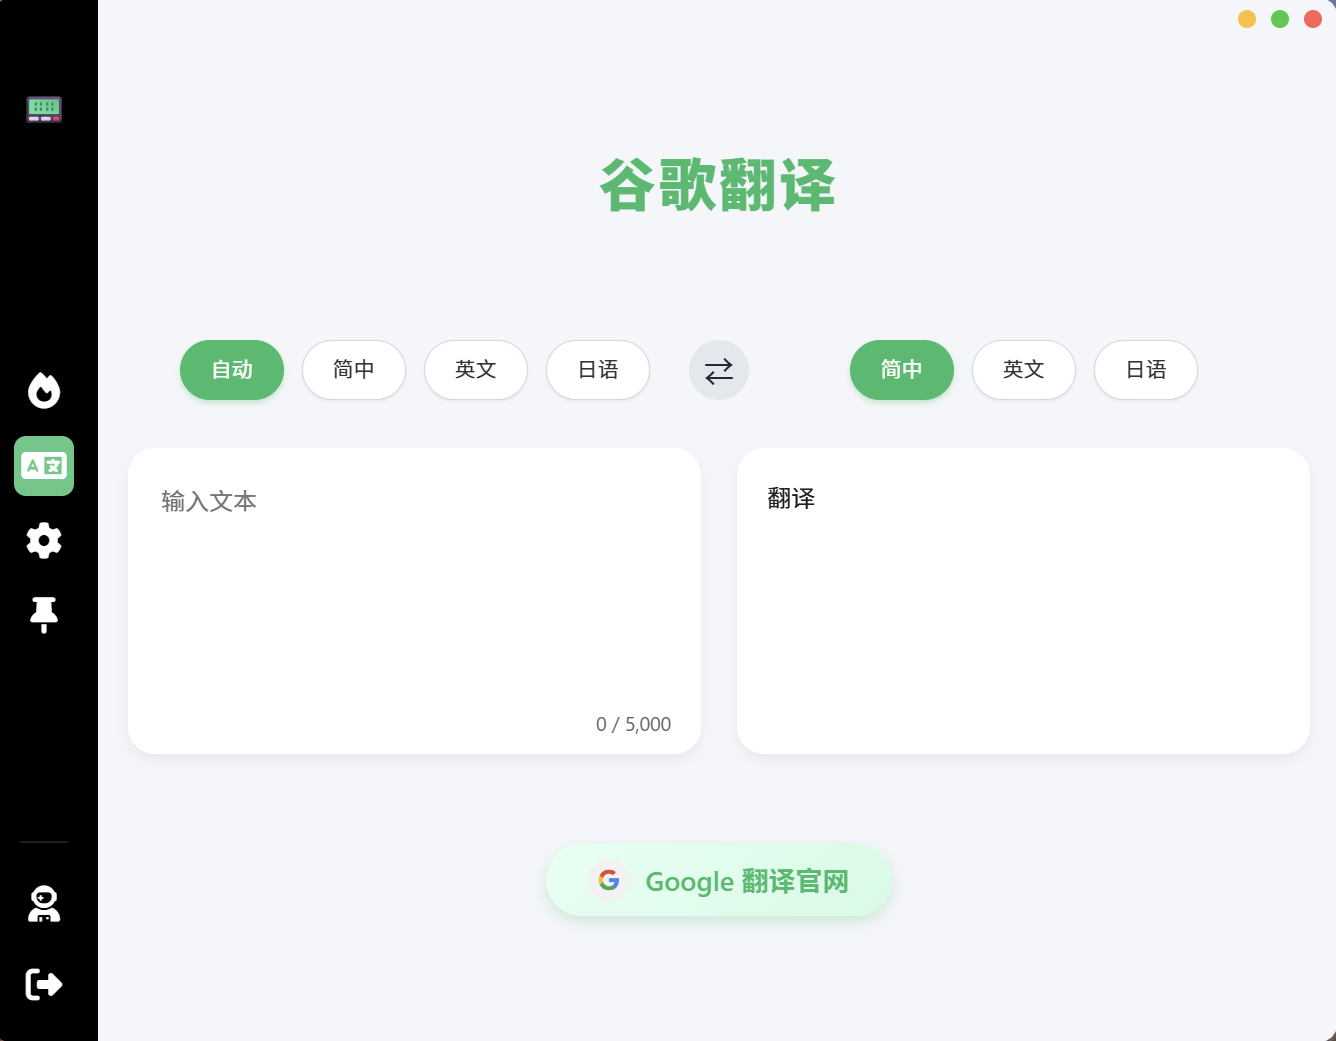 谷歌翻译
自动 简中 英文 日语 简中 英文 日语
输入文本
翻译
0 / 5,000
Google 翻译官网